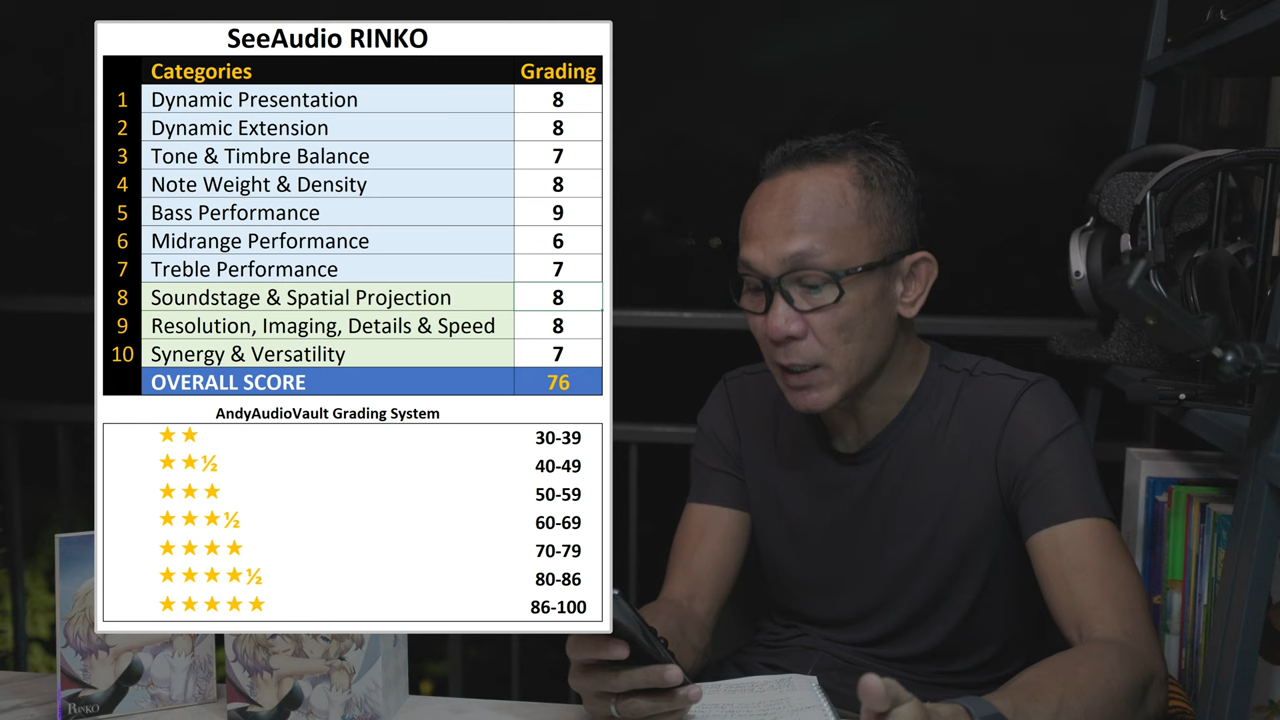 SeeAudio RINKO
Categories Grading
1 Dynamic Presentation 8
2 Dynamic Extension 8
3 Tone & Timbre Balance 7
4 Note Weight & Density 8
5 Bass Performance 9
6 Midrange Performance 6
7 Treble Performance 7
8 Soundstage & Spatial Projection 8
9 Resolution, Imaging, Details & Speed 8
10 Synergy & Versatility 7
OVERALL SCORE 76
AndyAudioVault Grading System
★★ 30-39
★★½ 40-49
★★★ 50-59
★★★½ 60-69
★★★★ 70-79
★★★★½ 80-86
★★★★★ 86-100
RINKO